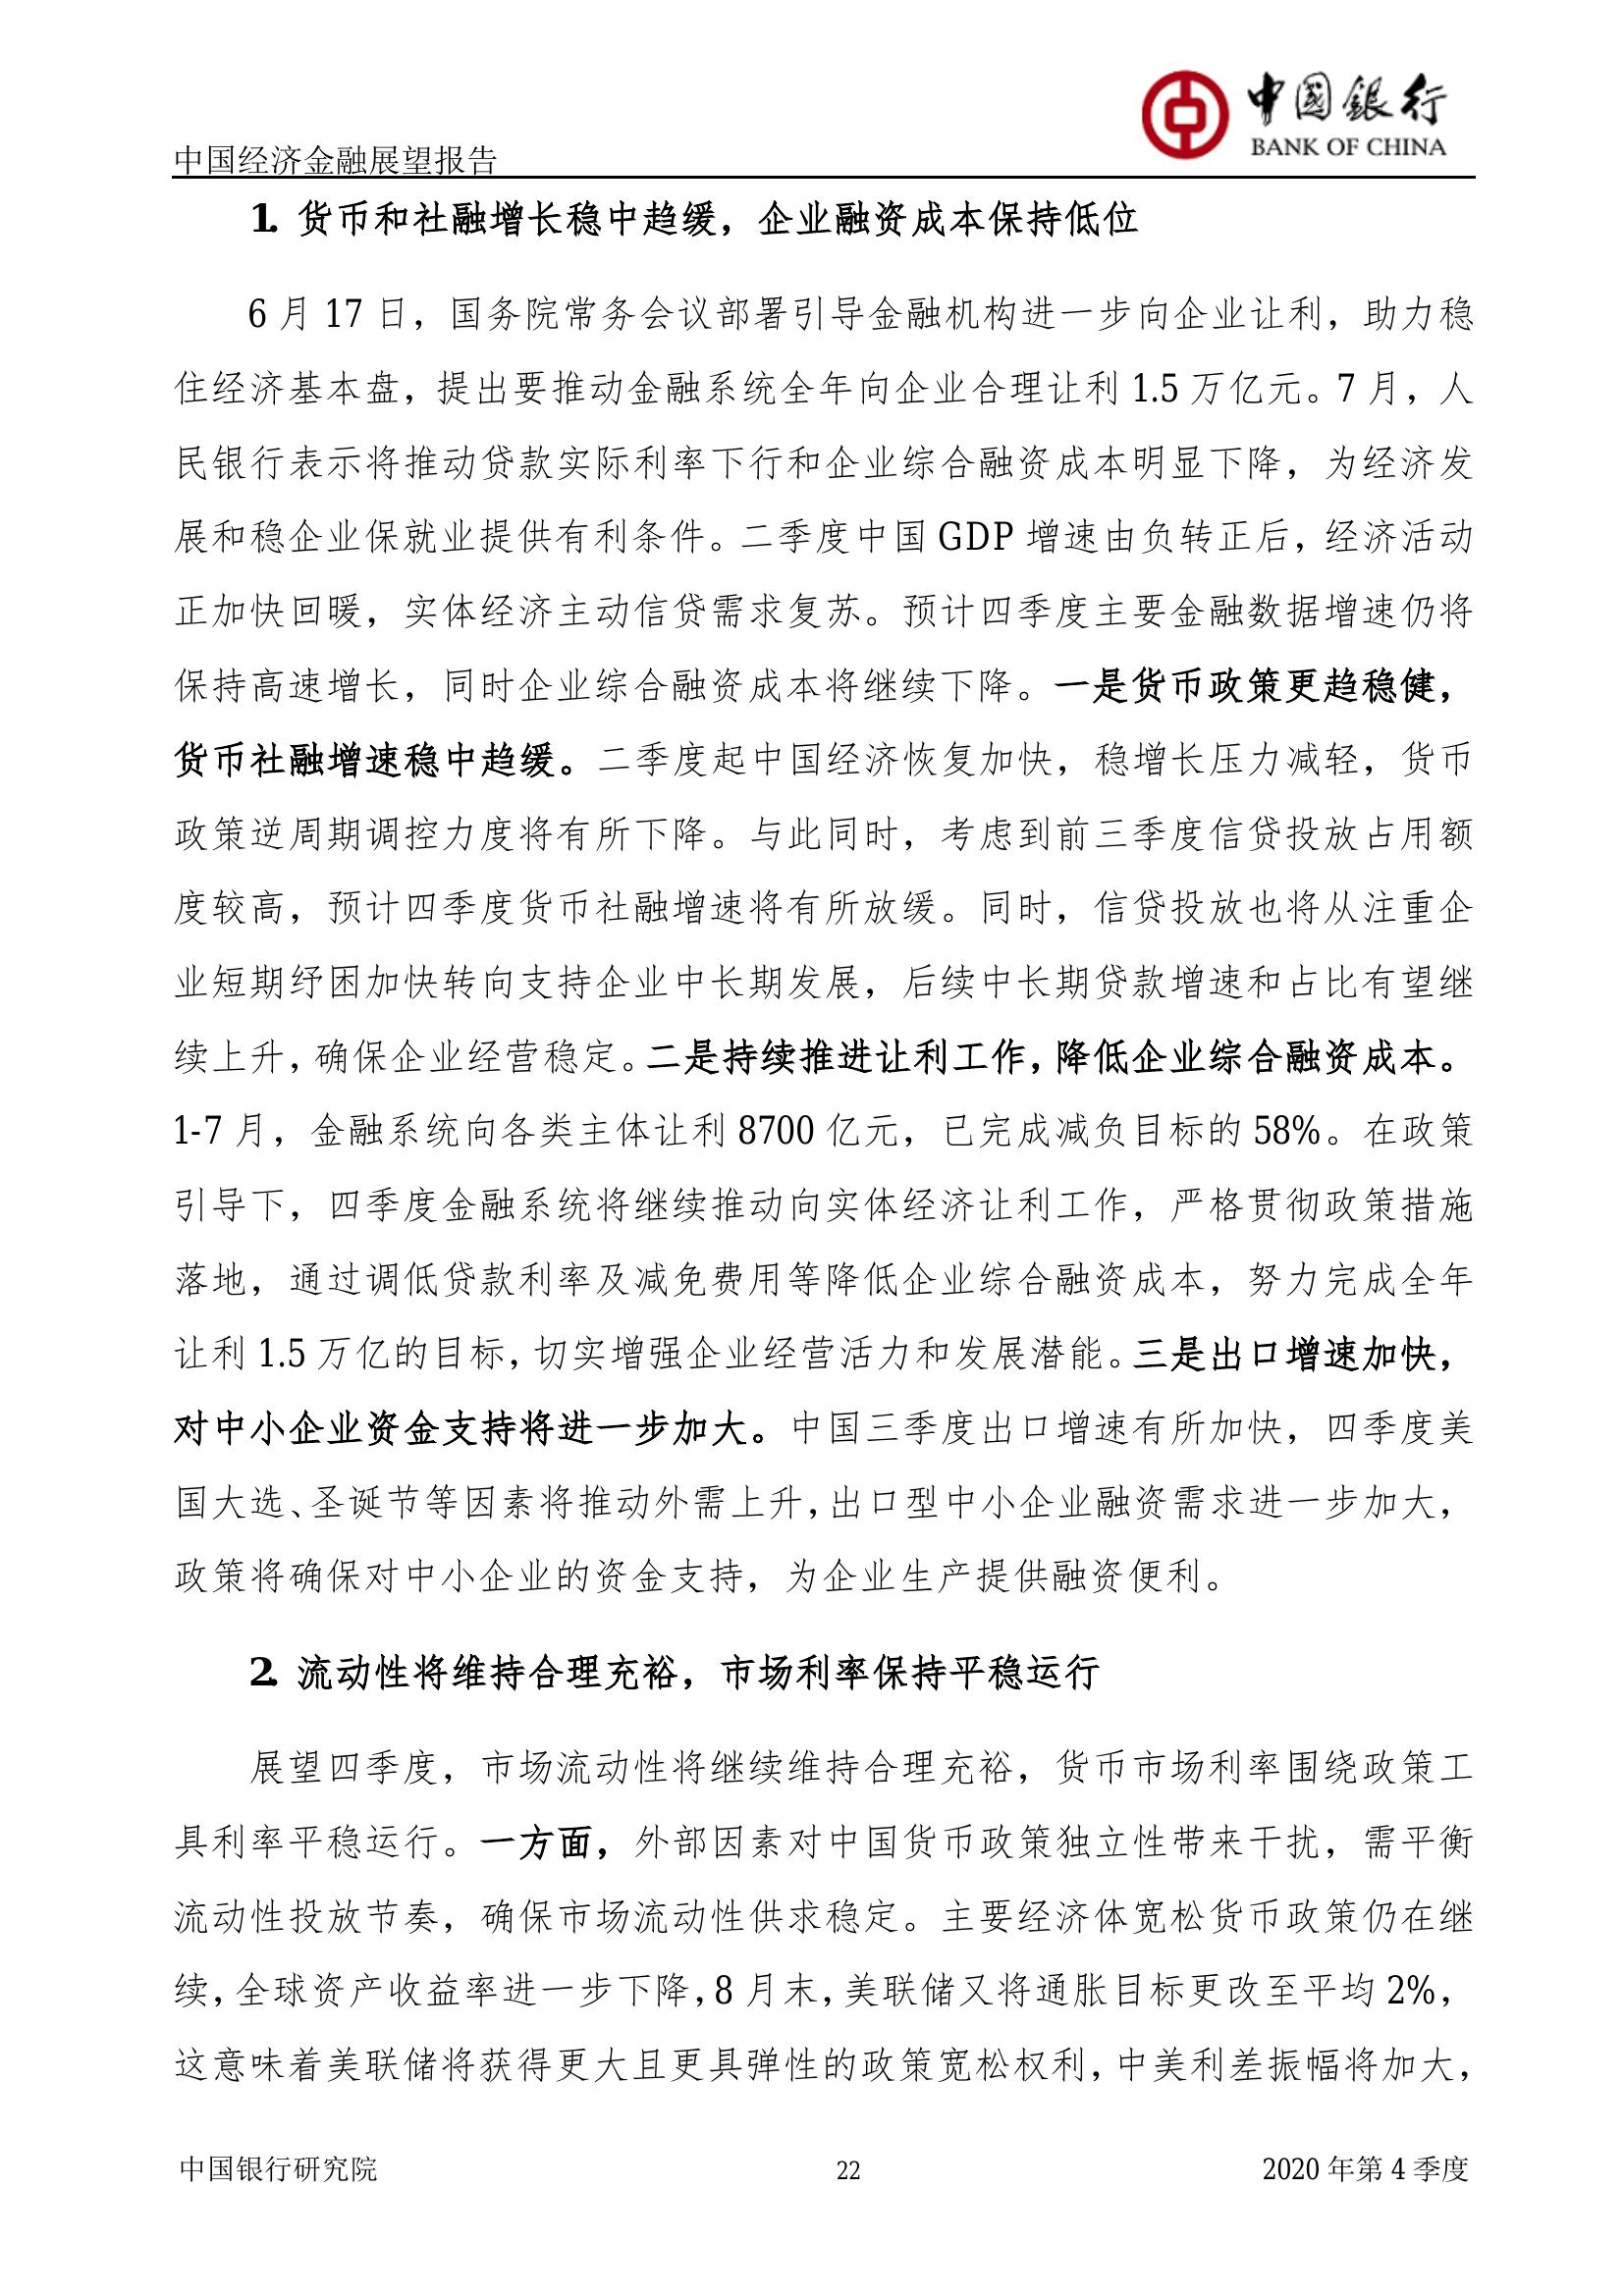 中国银行
BANK OF CHINA
中国经济金融展望报告
1. 货币和社融增长稳中趋缓，企业融资成本保持低位
6 月 17 日，国务院常务会议部署引导金融机构进一步向企业让利，助力稳
住经济基本盘，提出要推动金融系统全年向企业合理让利 1.5 万亿元。7 月，人
民银行表示将推动贷款实际利率下行和企业综合融资成本明显下降，为经济发
展和稳企业保就业提供有利条件。二季度中国 GDP 增速由负转正后，经济活动
正加快回暖，实体经济主动信贷需求复苏。预计四季度主要金融数据增速仍将
保持高速增长，同时企业综合融资成本将继续下降。一是货币政策更趋稳健，
货币社融增速稳中趋缓。二季度起中国经济恢复加快，稳增长压力减轻，货币
政策逆周期调控力度将有所下降。与此同时，考虑到前三季度信贷投放占用额
度较高，预计四季度货币社融增速将有所放缓。同时，信贷投放也将从注重企
业短期纾困加快转向支持企业中长期发展，后续中长期贷款增速和占比有望继
续上升，确保企业经营稳定。二是持续推进让利工作，降低企业综合融资成本。
1-7 月，金融系统向各类主体让利 8700 亿元，已完成减负目标的 58%。在政策
引导下，四季度金融系统将继续推动向实体经济让利工作，严格贯彻政策措施
落地，通过调低贷款利率及减免费用等降低企业综合融资成本，努力完成全年
让利 1.5 万亿的目标，切实增强企业经营活力和发展潜能。三是出口增速加快，
对中小企业资金支持将进一步加大。中国三季度出口增速有所加快，四季度美
国大选、圣诞节等因素将推动外需上升，出口型中小企业融资需求进一步加大，
政策将确保对中小企业的资金支持，为企业生产提供融资便利。
2. 流动性将维持合理充裕，市场利率保持平稳运行
展望四季度，市场流动性将继续维持合理充裕，货币市场利率围绕政策工
具利率平稳运行。一方面，外部因素对中国货币政策独立性带来干扰，需平衡
流动性投放节奏，确保市场流动性供求稳定。主要经济体宽松货币政策仍在继
续，全球资产收益率进一步下降，8 月末，美联储又将通胀目标更改至平均 2%，
这意味着美联储将获得更大且更具弹性的政策宽松权利，中美利差振幅将加大，
中国银行研究院 22 2020 年第 4 季度